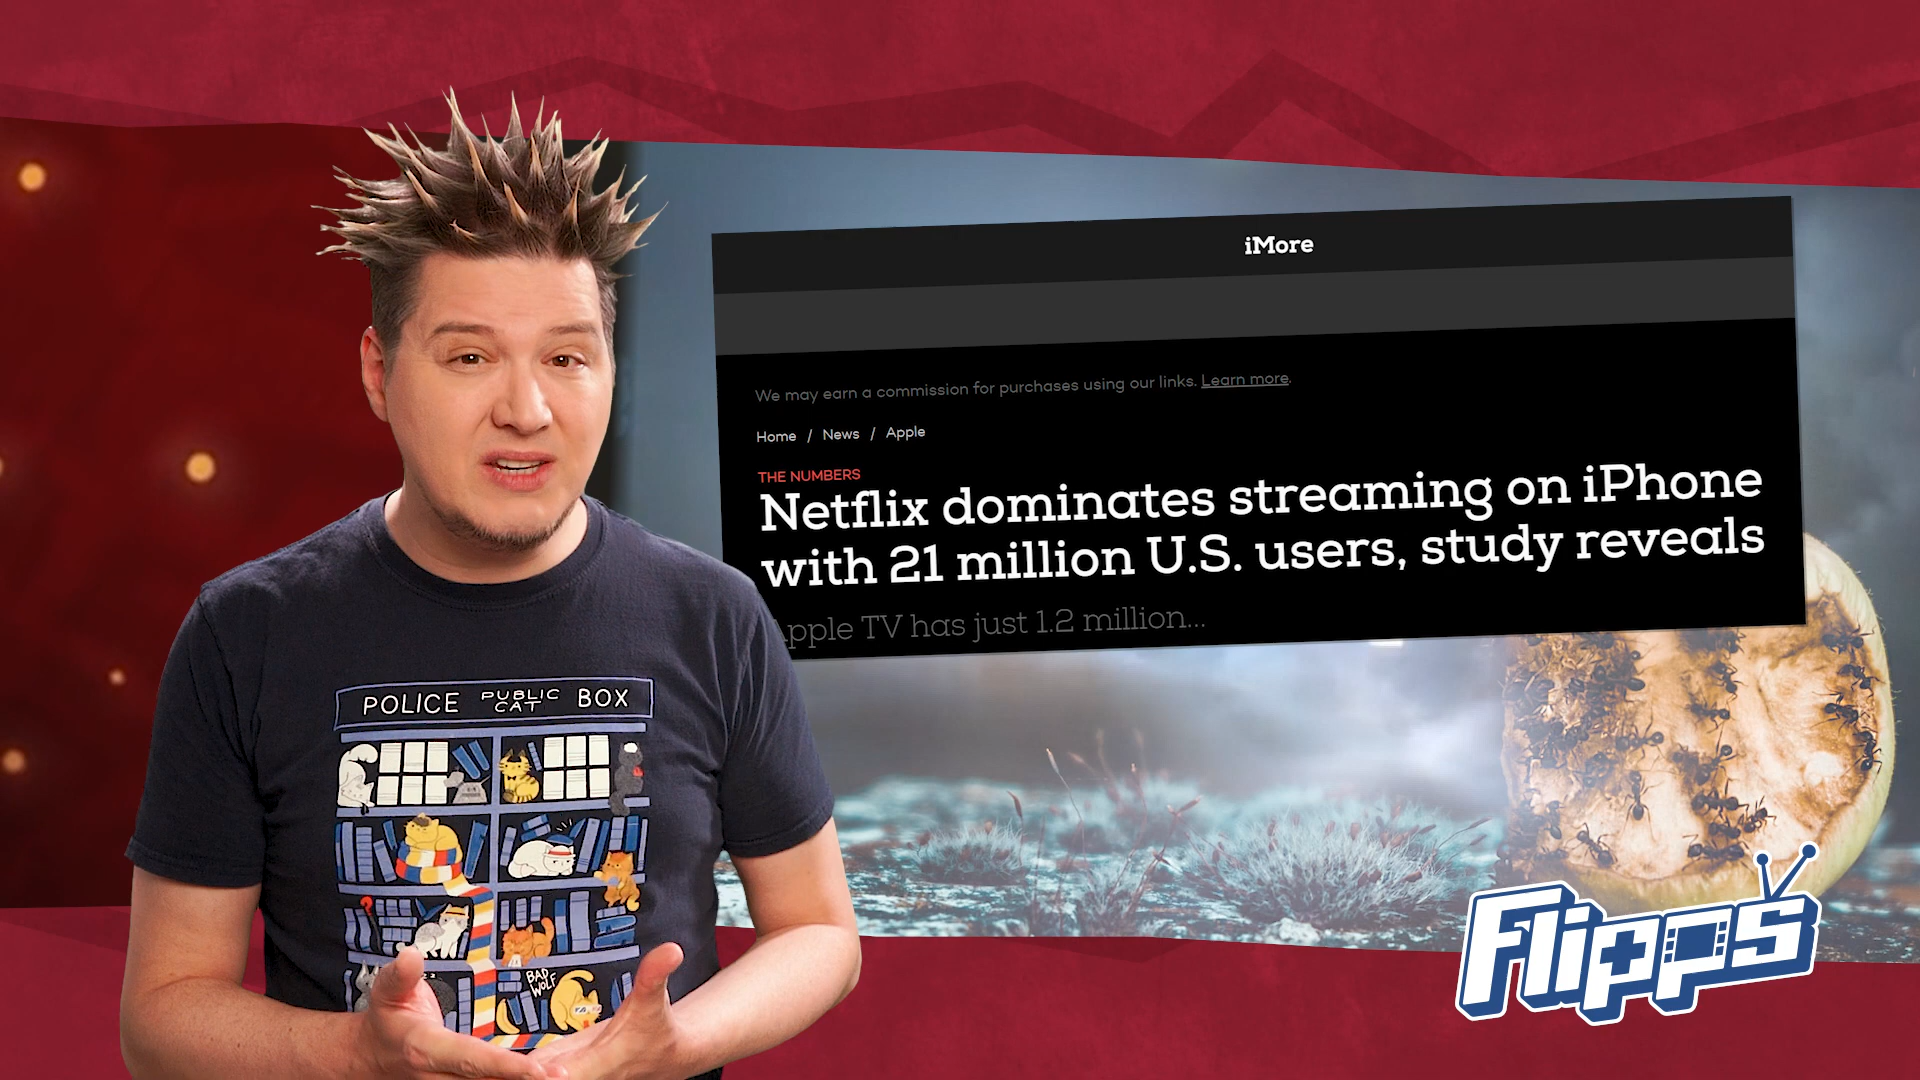 iMore
We may earn a commission for purchases using our links. Learn more.
Home / News / Apple
THE NUMBERS
Netflix dominates streaming on iPhone
with 21 million U.S. users, study reveals
Apple TV has just 1.2 million...
POLICE PUBLIC CAT BOX
BAD
WOLF
Flipps